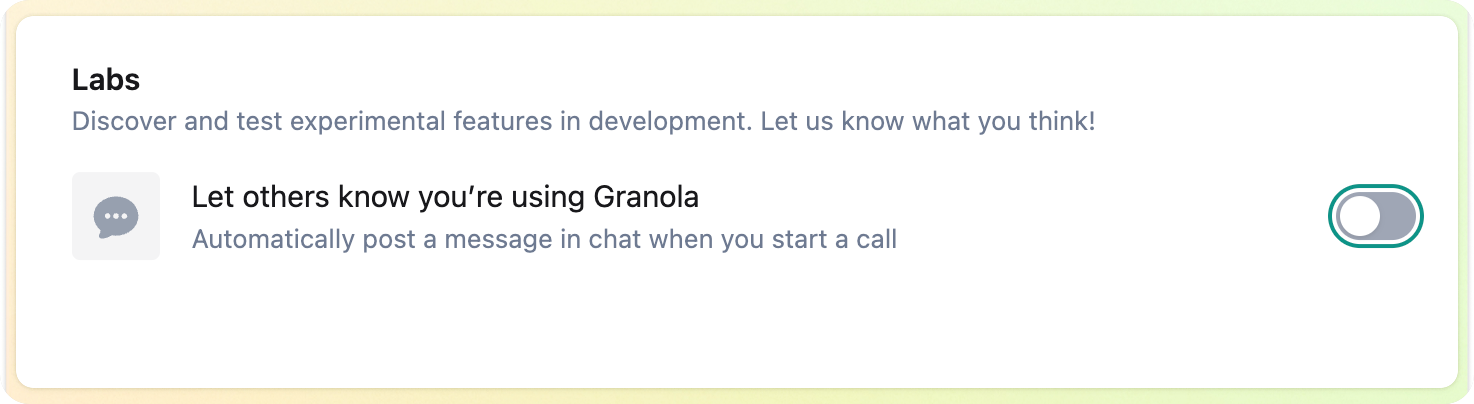 Labs
Discover and test experimental features in development. Let us know what you think!
Let others know you’re using Granola
Automatically post a message in chat when you start a call